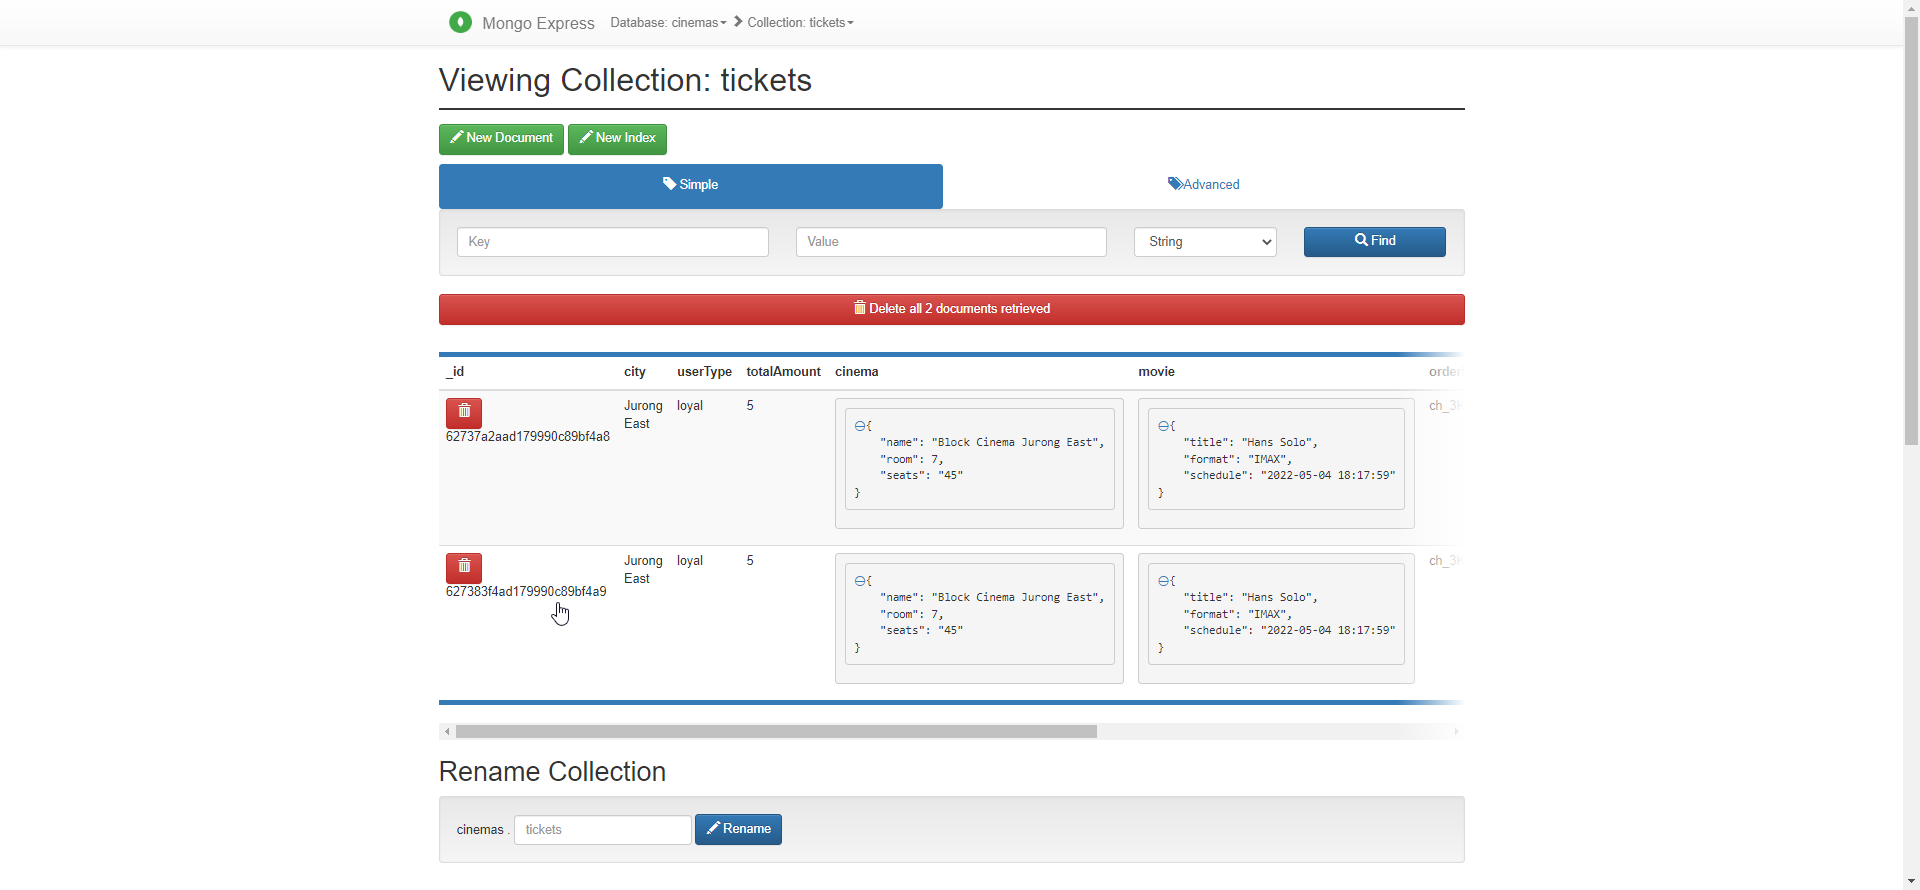 Mongo Express Database: cinemas Collection: tickets
Viewing Collection: tickets
New Document New Index
Simple Advanced
Key Value String Find
Delete all 2 documents retrieved
_id city userType totalAmount cinema movie order
62737a2aad179990c89bf4a8
Jurong East
loyal
5
{
"name": "Block Cinema Jurong East",
"room": 7,
"seats": "45"
}
{
"title": "Hans Solo",
"format": "IMAX",
"schedule": "2022-05-04 18:17:59"
}
627383f4ad179990c89bf4a9
Jurong East
loyal
5
{
"name": "Block Cinema Jurong East",
"room": 7,
"seats": "45"
}
{
"title": "Hans Solo",
"format": "IMAX",
"schedule": "2022-05-04 18:17:59"
}
Rename Collection
cinemas . tickets Rename